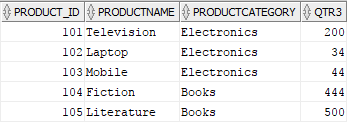 PRODUCT_ID PRODUCTNAME PRODUCTCATEGORY QTR3
101 Television Electronics 200
102 Laptop Electronics 34
103 Mobile Electronics 44
104 Fiction Books 444
105 Literature Books 500